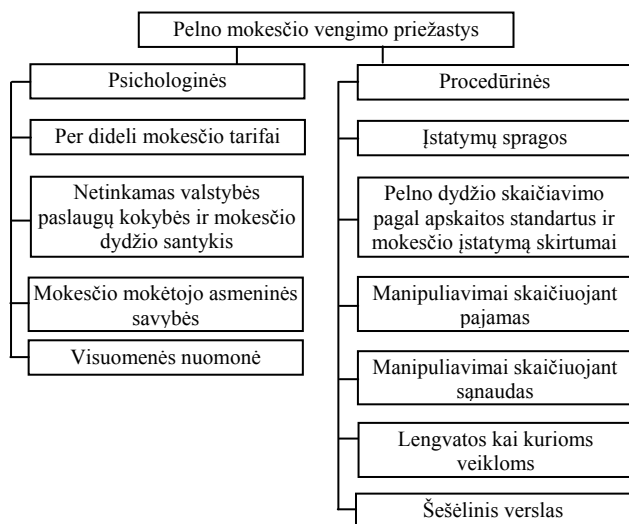 Pelno mokesčio vengimo priežastys
Psichologinės
Per dideli mokesčio tarifai
Netinkamas valstybės
paslaugų kokybės ir mokesčio
dydžio santykis
Mokesčio mokėtojo asmeninės
savybės
Visuomenės nuomonė
Procedūrinės
Įstatymų spragos
Pelno dydžio skaičiavimo
pagal apskaitos standartus ir
mokesčio įstatymą skirtumai
Manipuliavimai skaičiuojant
pajamas
Manipuliavimai skaičiuojant
sąnaudas
Lengvatos kai kurioms
veikloms
Šešėlinis verslas